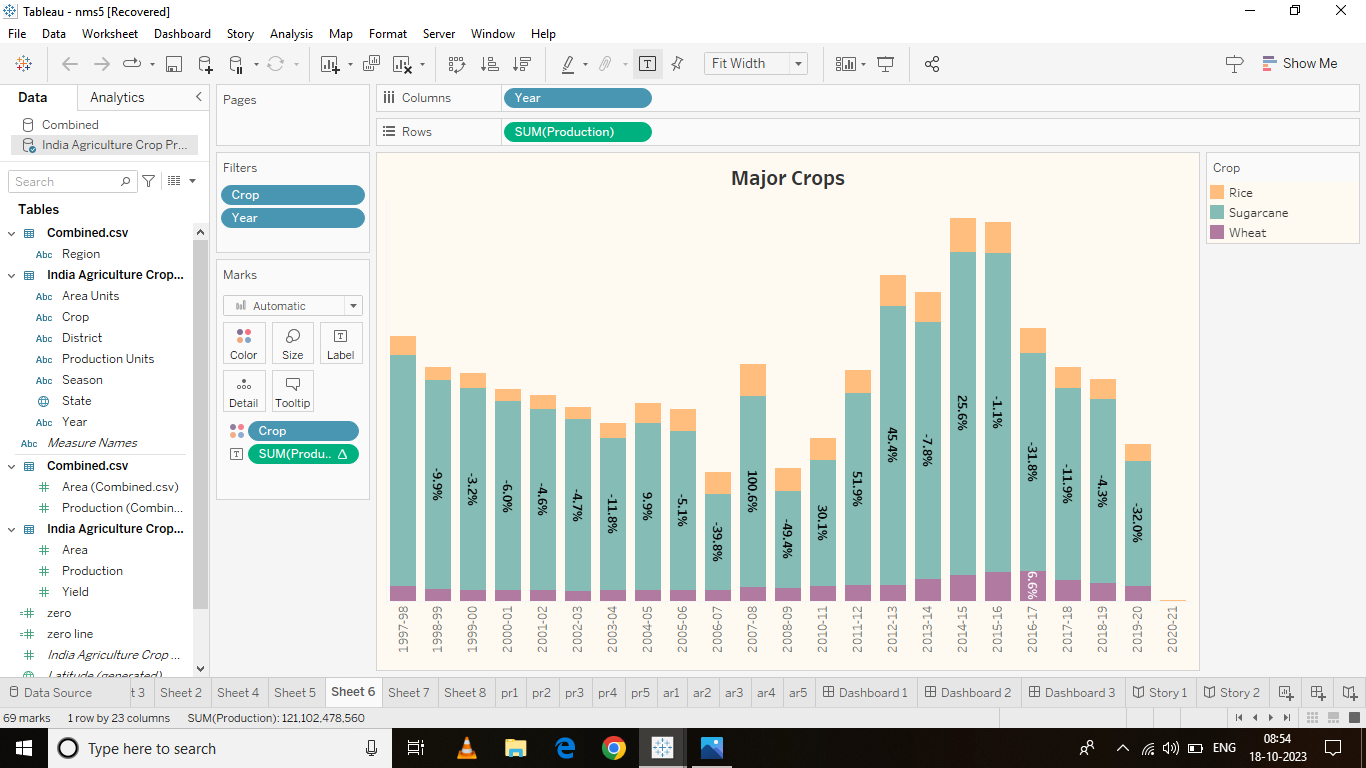 Tableau - nms5 [Recovered]
File Data Worksheet Dashboard Story Analysis Map Format Server Window Help
Fit Width
Show Me
Data Analytics
Combined
India Agriculture Crop Pr...
Search
Tables
Combined.csv
Abc Region
India Agriculture Crop...
Abc Area Units
Abc Crop
Abc District
Abc Production Units
Abc Season
State
Abc Year
Abc Measure Names
Combined.csv
Area (Combined.csv)
Production (Combin...
India Agriculture Crop...
Area
Production
Yield
zero
zero line
India Agriculture Crop ...
Latitude (generated)
Pages
Filters
Crop
Year
Marks
Automatic
Color Size Label
Detail Tooltip
Crop
SUM(Produ.. Δ
Columns Year
Rows SUM(Production)
Major Crops
-9.9%
-3.2%
-6.0%
-4.6%
-4.7%
-11.8%
9.9%
-5.1%
-39.8%
100.6%
-49.4%
30.1%
51.9%
45.4%
-7.8%
25.6%
-1.1%
-31.8%
6.6%
-11.9%
-4.3%
-32.0%
1997-98
1998-99
1999-00
2000-01
2001-02
2002-03
2003-04
2004-05
2005-06
2006-07
2007-08
2008-09
2010-11
2011-12
2012-13
2013-14
2014-15
2015-16
2016-17
2017-18
2018-19
2019-20
2020-21
Crop
Rice
Sugarcane
Wheat
Data Source t 3 Sheet 2 Sheet 4 Sheet 5 Sheet 6 Sheet 7 Sheet 8 pr1 pr2 pr3 pr4 pr5 ar1 ar2 ar3 ar4 ar5 Dashboard 1 Dashboard 2 Dashboard 3 Story 1 Story 2
69 marks 1 row by 23 columns SUM(Production): 121,102,478,560
Type here to search
ENG
08:54
18-10-2023